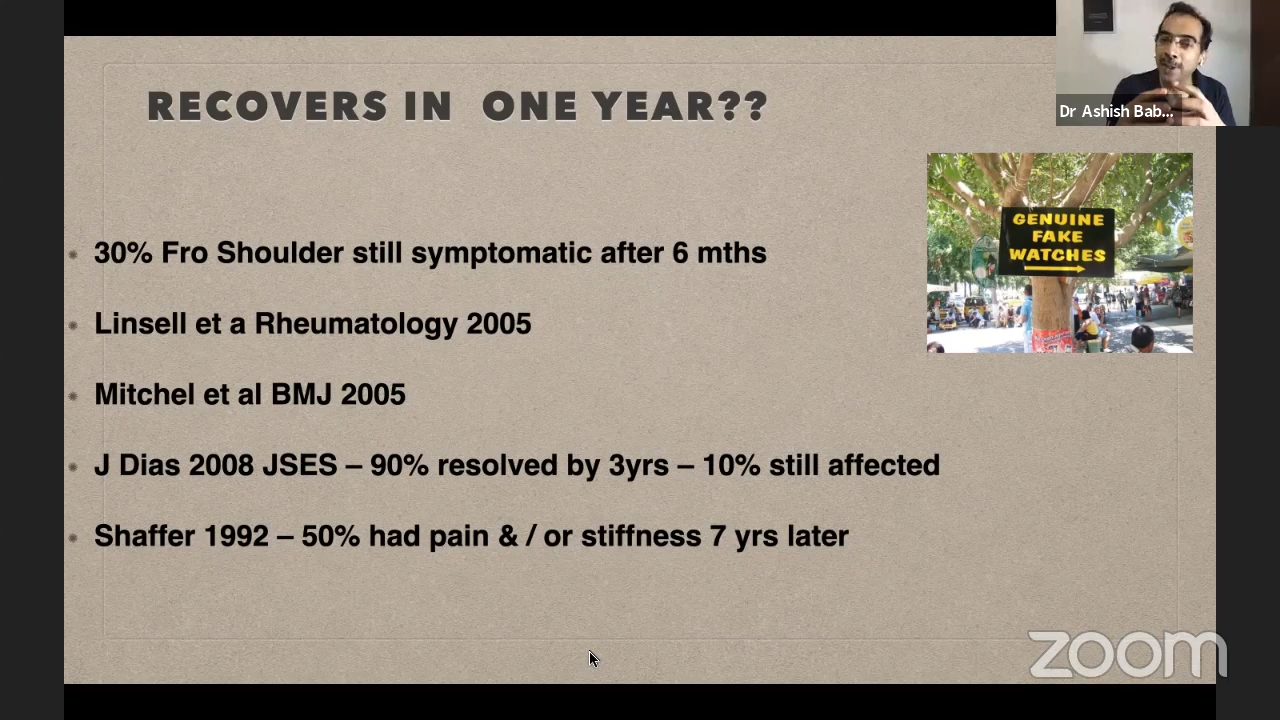 RECOVERS IN ONE YEAR??
Dr Ashish Bab...
GENUINE
FAKE
WATCHES
30% Fro Shoulder still symptomatic after 6 mths
Linsell et a Rheumatology 2005
Mitchel et al BMJ 2005
J Dias 2008 JSES – 90% resolved by 3yrs – 10% still affected
Shaffer 1992 – 50% had pain & / or stiffness 7 yrs later
zoom